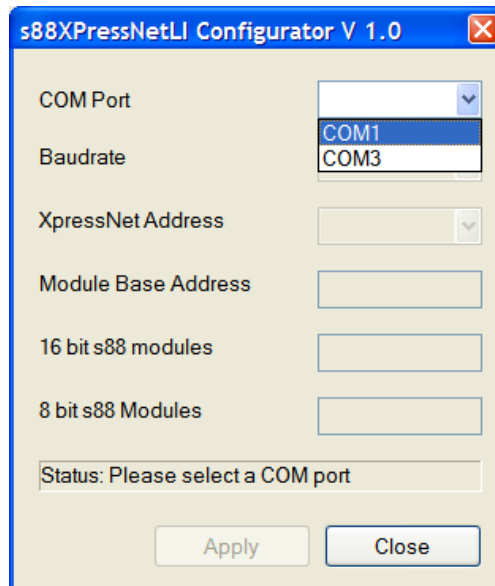 s88XPressNetLI Configurator V 1.0
COM Port
COM1
Baudrate
COM3
XpressNet Address
Module Base Address
16 bit s88 modules
8 bit s88 Modules
Status: Please select a COM port
Apply
Close